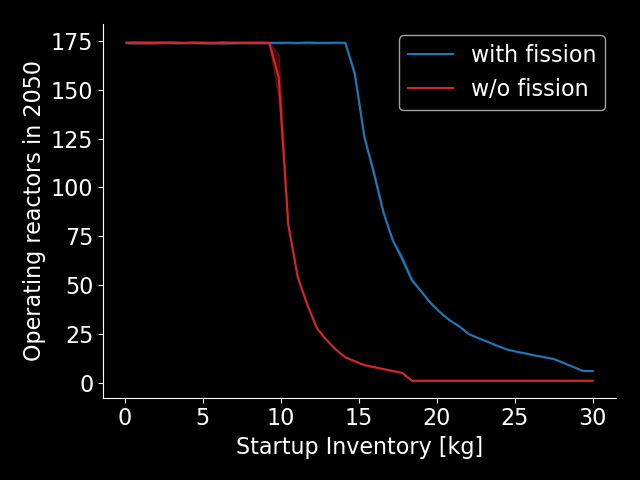 175
150
125
100
75
50
25
0
Operating reactors in 2050
with fission
w/o fission
0 5 10 15 20 25 30
Startup Inventory [kg]